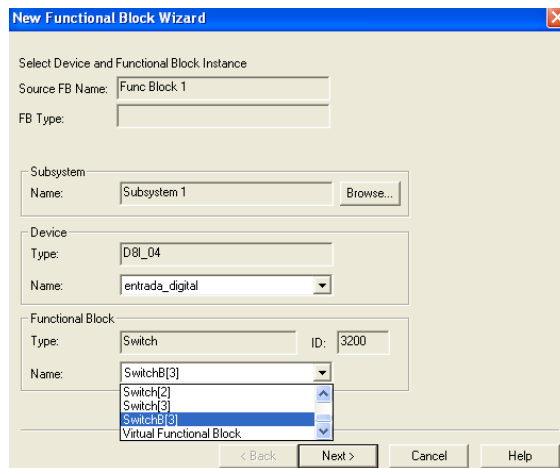 New Functional Block Wizard
Select Device and Functional Block Instance
Source FB Name: Func Block 1
FB Type:
Subsystem
Name: Subsystem 1 Browse...
Device
Type: D8I_04
Name: entrada_digital
Functional Block
Type: Switch ID: 3200
Name: SwitchB[3]
Switch[2]
Switch[3]
SwitchB[3]
Virtual Functional Block
< Back Next > Cancel Help